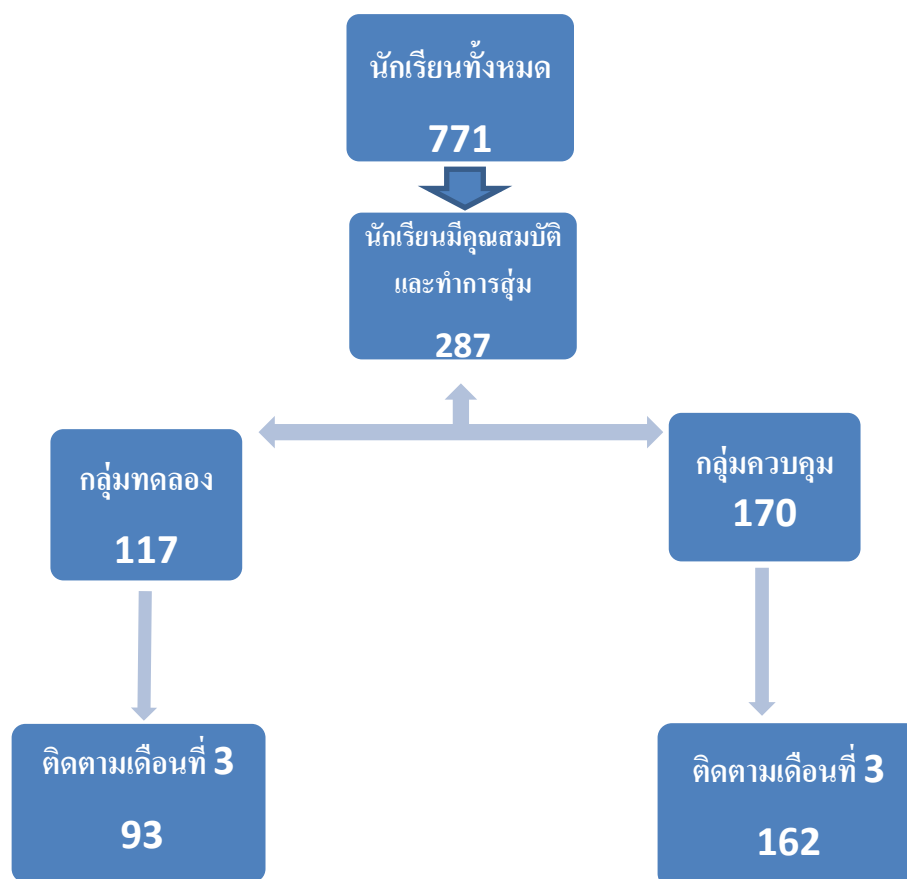 นักเรียนทั้งหมด
771
นักเรียนมีคุณสมบัติ
และทำการสุ่ม
287
กลุ่มทดลอง
117
กลุ่มควบคุม
170
ติดตามเดือนที่ 3
93
ติดตามเดือนที่ 3
162